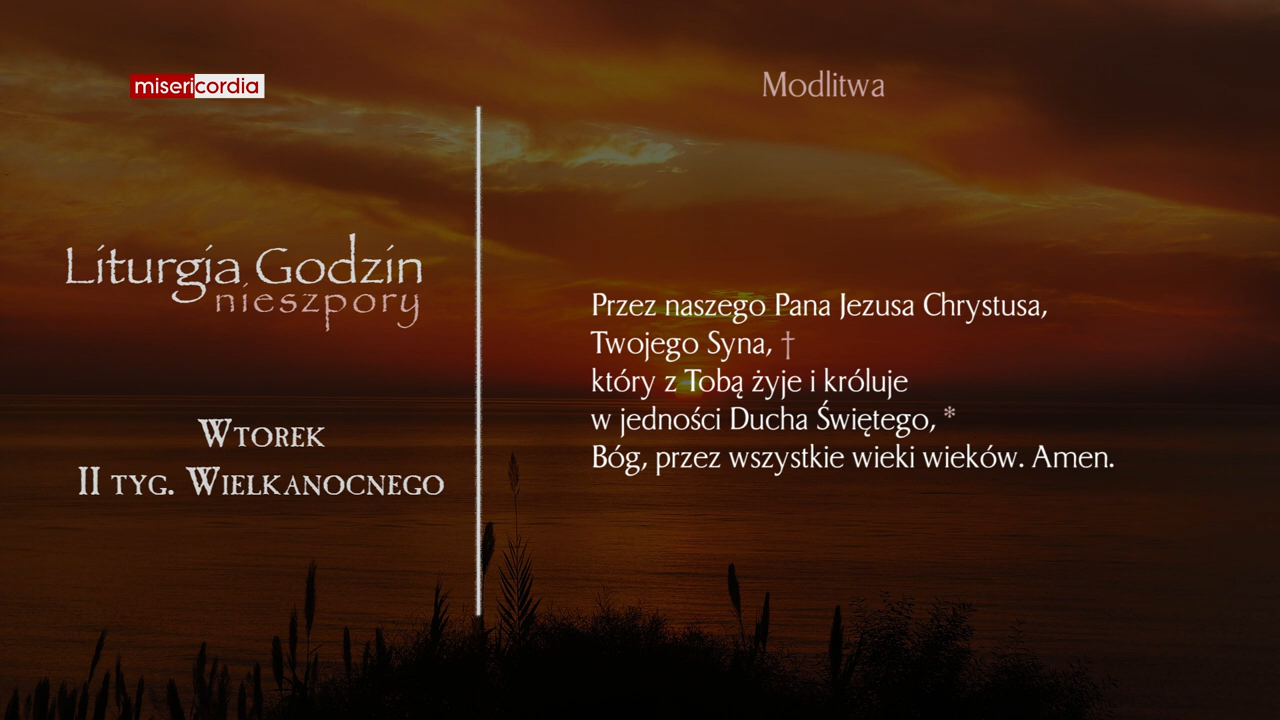 misericordia
Modlitwa
Liturgia Godzin
nieszpory
Wtorek
II tyg. Wielkanocnego
Przez naszego Pana Jezusa Chrystusa,
Twojego Syna, †
który z Tobą żyje i króluje
w jedności Ducha Świętego, *
Bóg, przez wszystkie wieki wieków. Amen.